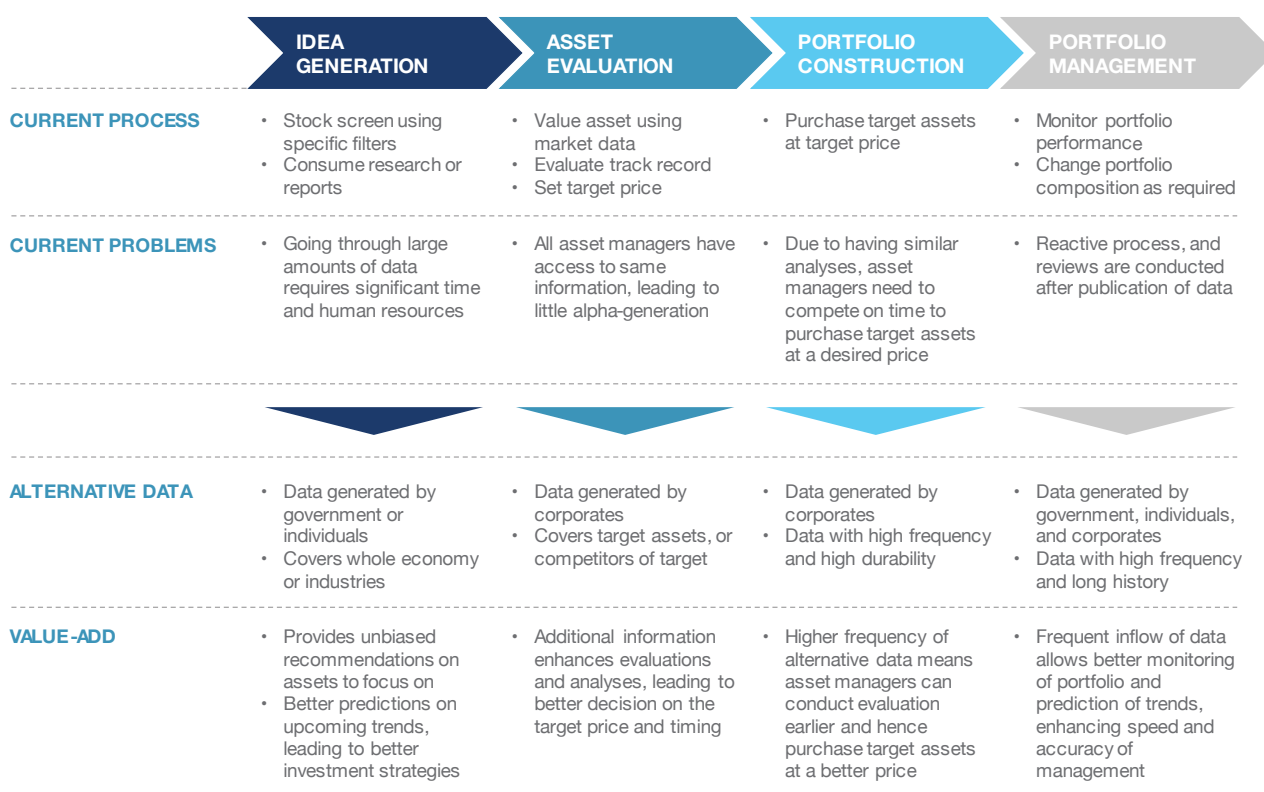 IDEA
GENERATION
ASSET
EVALUATION
PORTFOLIO
CONSTRUCTION
PORTFOLIO
MANAGEMENT
CURRENT PROCESS
• Stock screen using
specific filters
• Consume research or
reports
• Value asset using
market data
• Evaluate track record
• Set target price
• Purchase target assets
at target price
• Monitor portfolio
performance
• Change portfolio
composition as required
CURRENT PROBLEMS
• Going through large
amounts of data
requires significant time
and human resources
• All asset managers have
access to same
information, leading to
little alpha-generation
• Due to having similar
analyses, asset
managers need to
compete on time to
purchase target assets
at a desired price
• Reactive process, and
reviews are conducted
after publication of data
ALTERNATIVE DATA
• Data generated by
government or
individuals
• Covers whole economy
or industries
• Data generated by
corporates
• Covers target assets, or
competitors of target
• Data generated by
corporates
• Data with high frequency
and high durability
• Data generated by
government, individuals,
and corporates
• Data with high frequency
and long history
VALUE-ADD
• Provides unbiased
recommendations on
assets to focus on
• Better predictions on
upcoming trends,
leading to better
investment strategies
• Additional information
enhances evaluations
and analyses, leading to
better decision on the
target price and timing
• Higher frequency of
alternative data means
asset managers can
conduct evaluation
earlier and hence
purchase target assets
at a better price
• Frequent inflow of data
allows better monitoring
of portfolio and
prediction of trends,
enhancing speed and
accuracy of
management